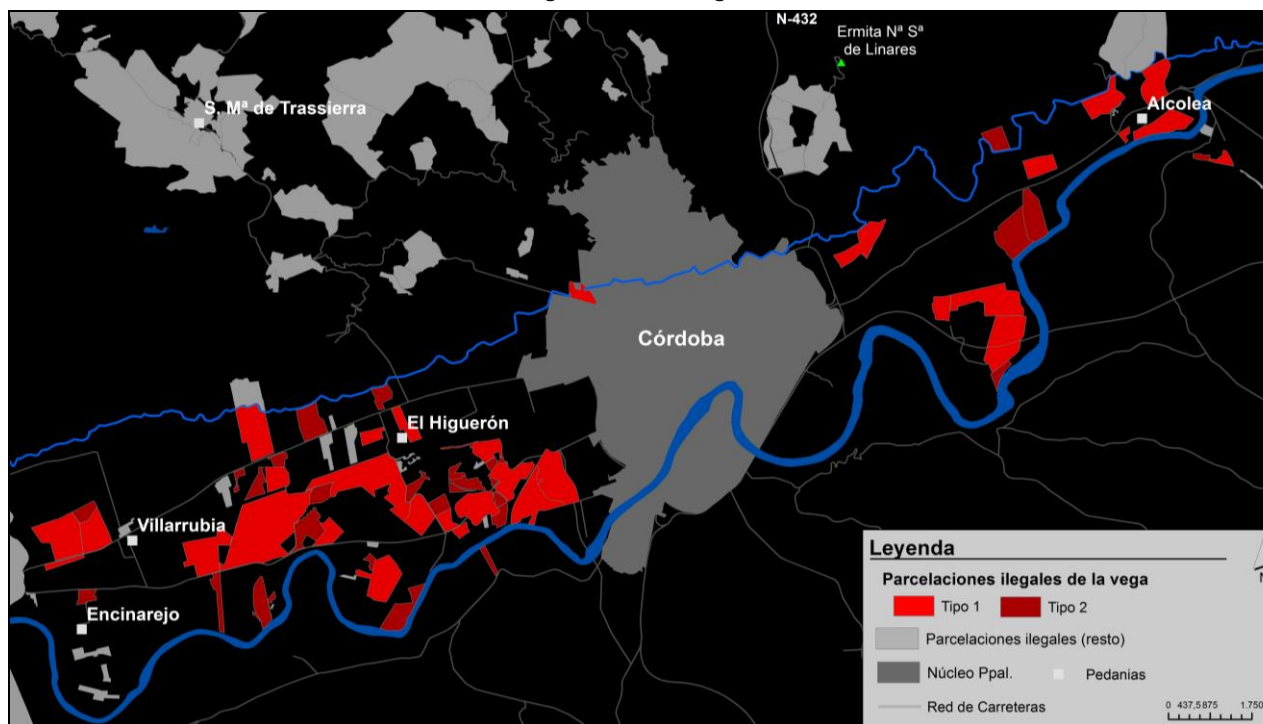 N-432
Ermita Nª Sª
de Linares
S. Mª de Trassierra
Alcolea
Córdoba
El Higuerón
Villarrubia
Encinarejo
Leyenda
Parcelaciones ilegales de la vega
Tipo 1
Tipo 2
Parcelaciones ilegales (resto)
Núcleo Ppal.
Pedanias
Red de Carreteras
0 437,5875 1.750